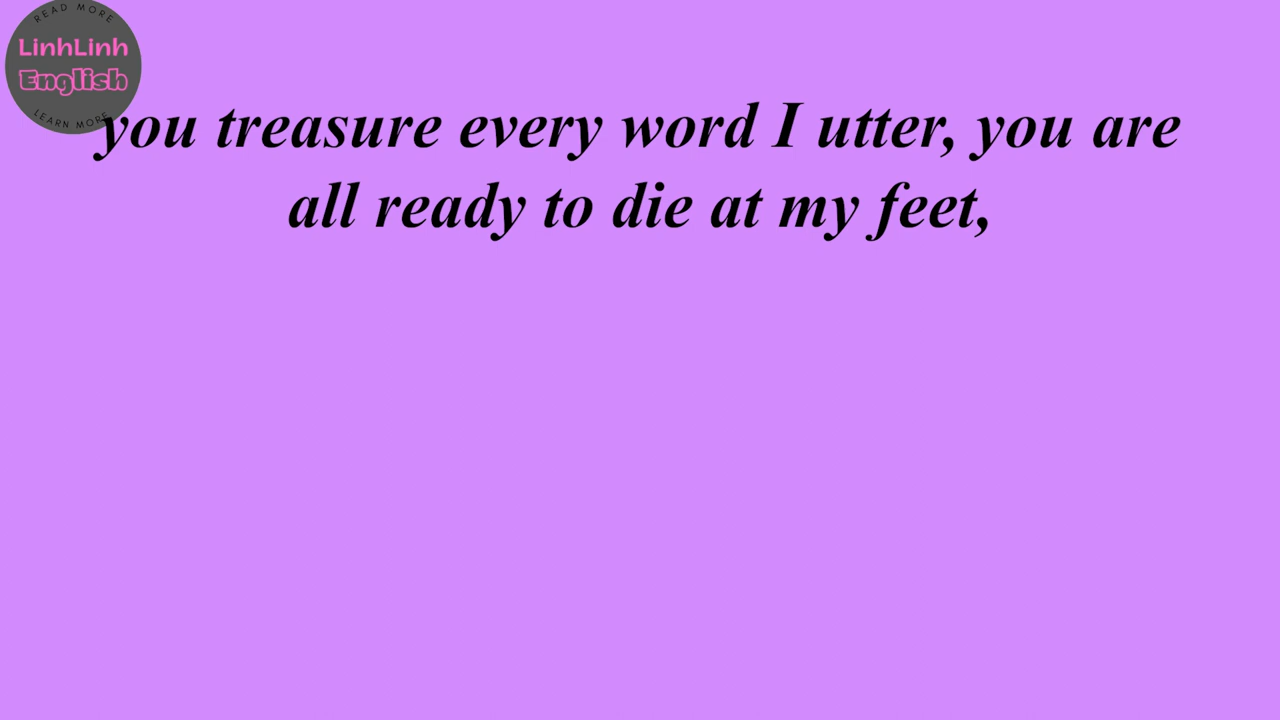 READ MORE
LinhLinh
English
LEARN MORE
you treasure every word I utter, you are
all ready to die at my feet,